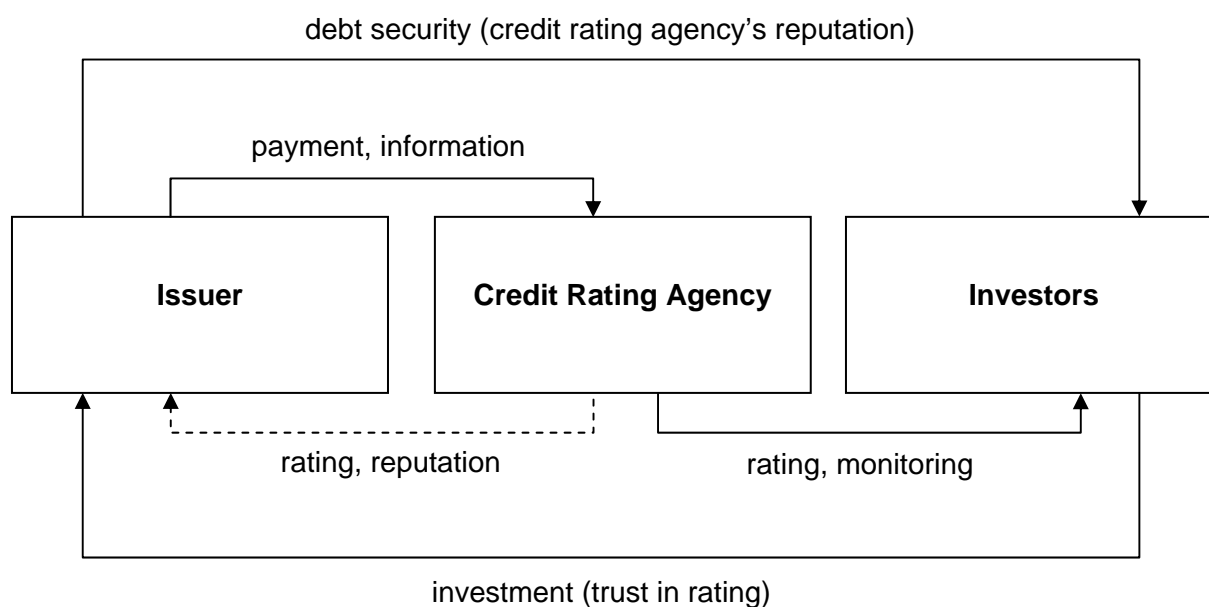 debt security (credit rating agency’s reputation)
payment, information
Issuer
Credit Rating Agency
Investors
rating, reputation
rating, monitoring
investment (trust in rating)